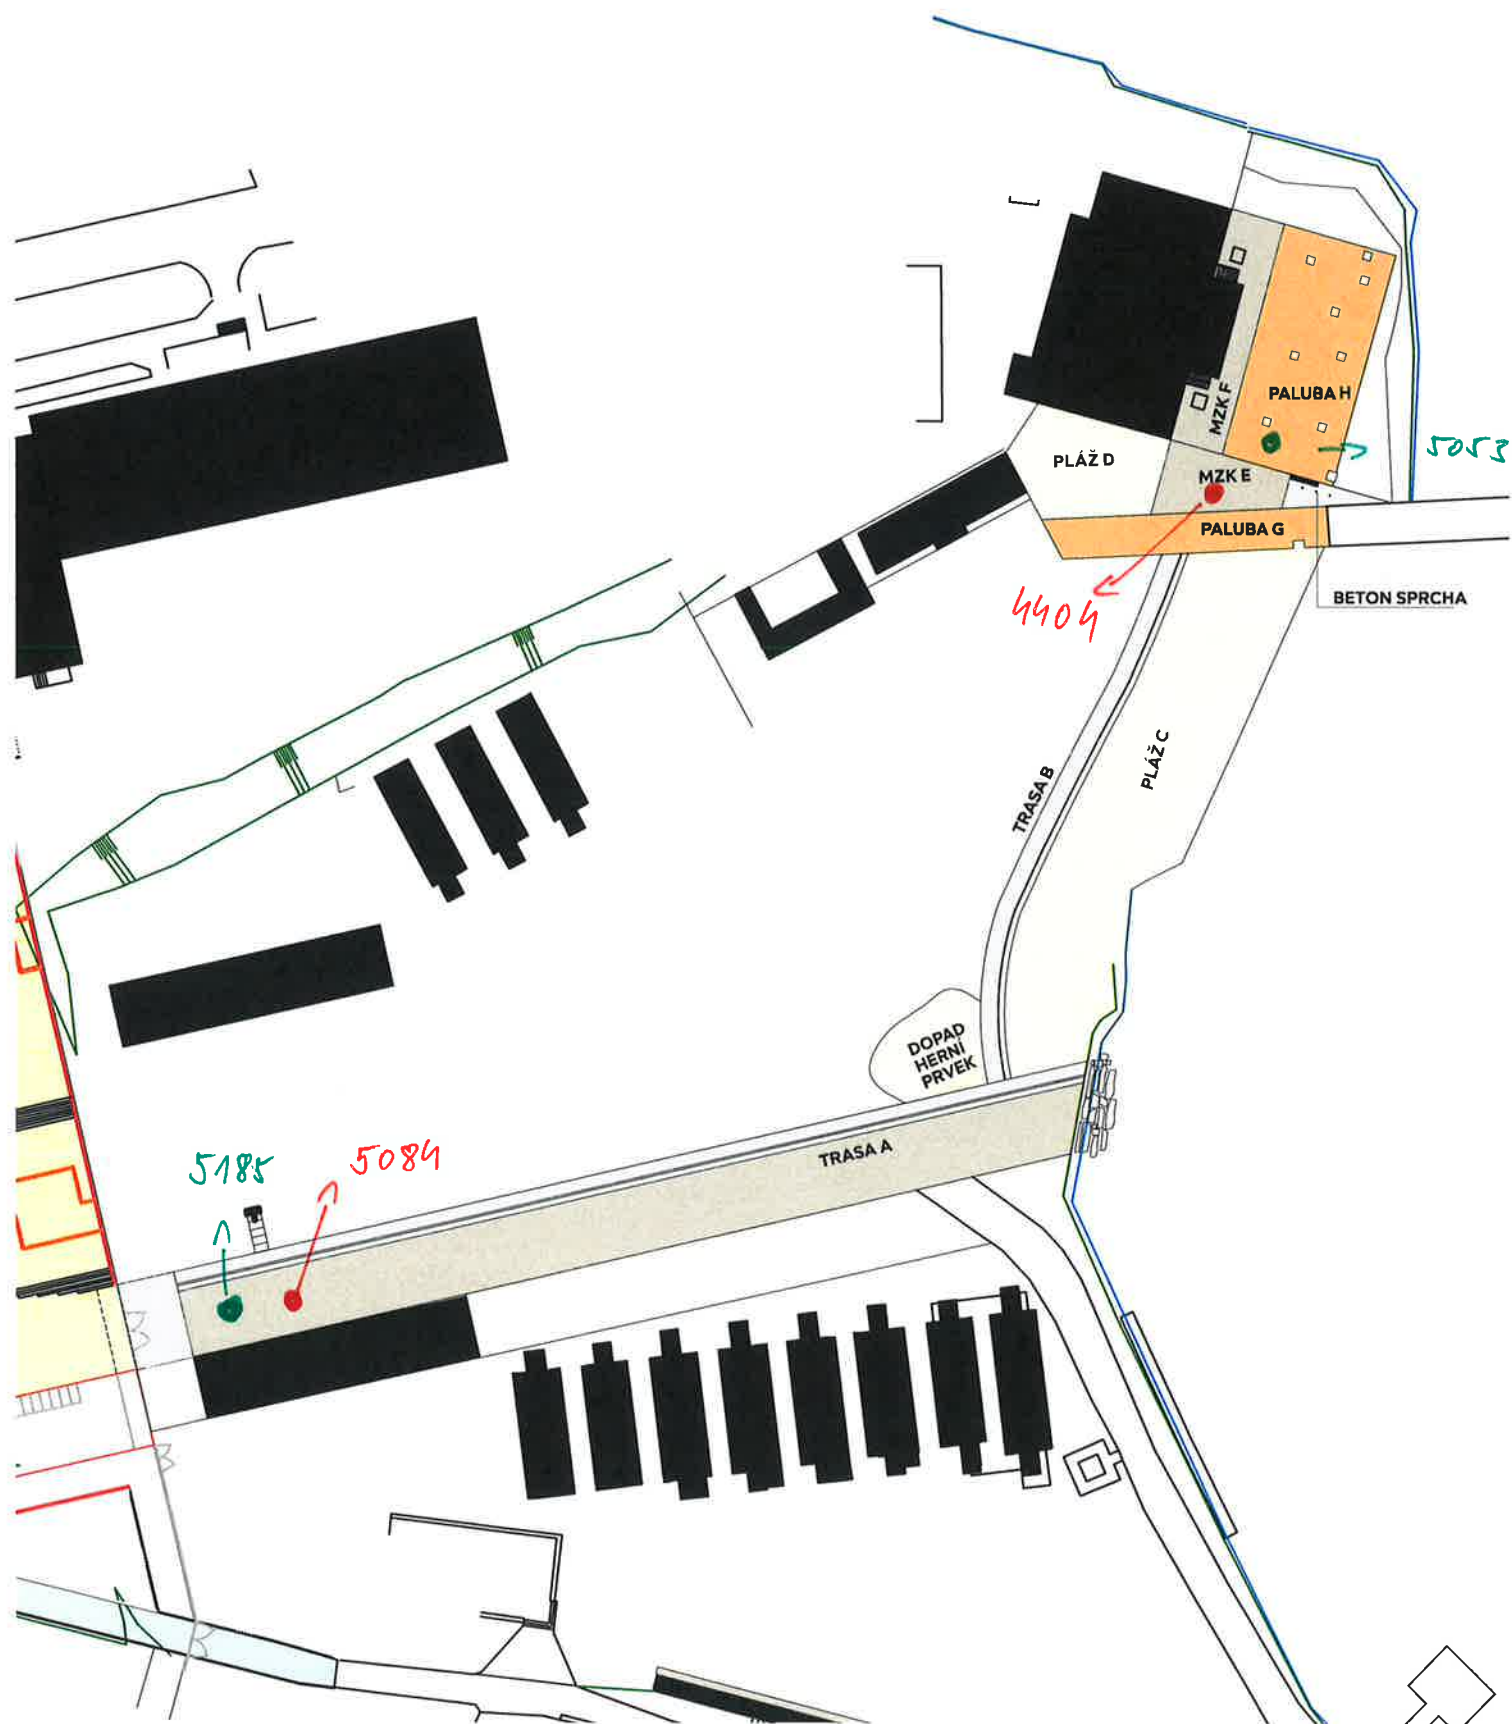 PALUBA H
MZK F
5053
PLÁŽ D
MZK E
PALUBA G
4404
BETON SPRCHA
PLÁŽ C
TRASA B
DOPAD
HERNÍ
PRVEK
TRASA A
5185
5084